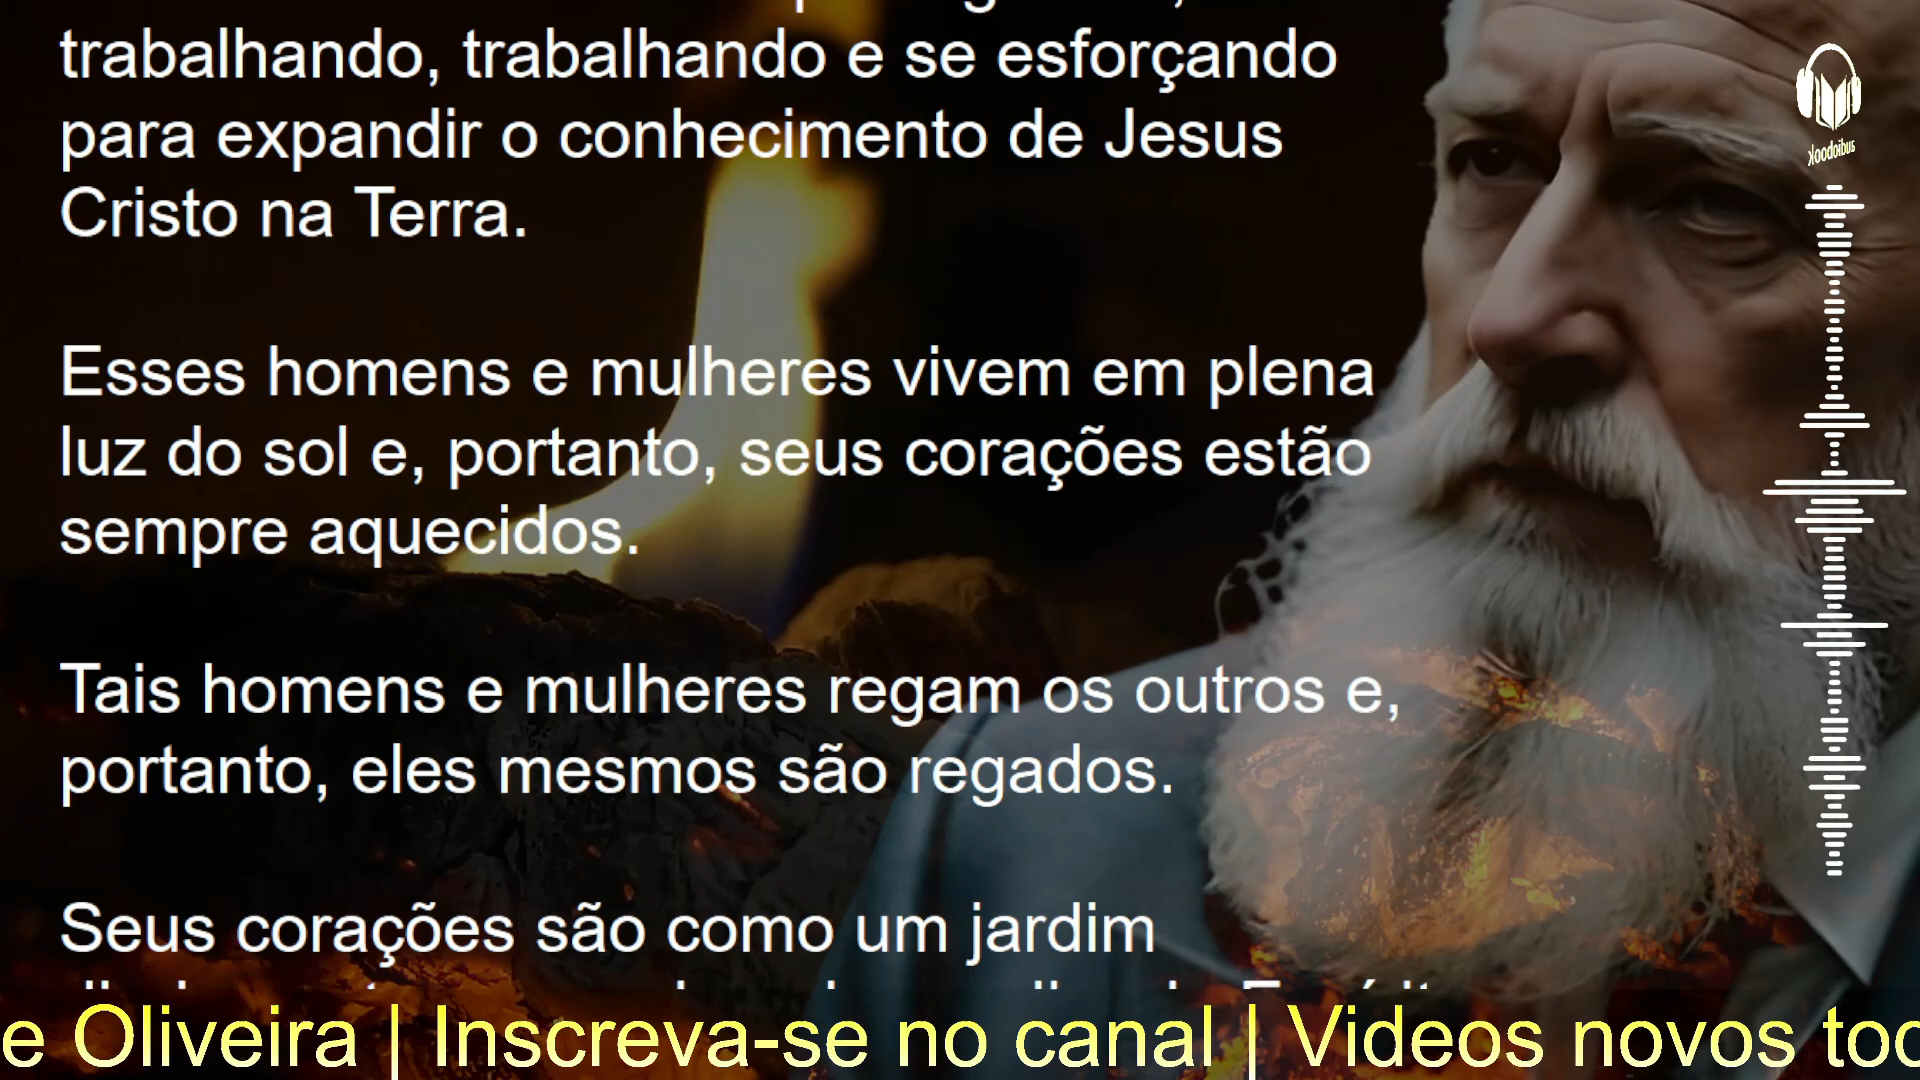 trabalhando, trabalhando e se esforçando
para expandir o conhecimento de Jesus
Cristo na Terra.
Esses homens e mulheres vivem em plena
luz do sol e, portanto, seus corações estão
sempre aquecidos.
Tais homens e mulheres regam os outros e,
portanto, eles mesmos são regados.
Seus corações são como um jardim
e Oliveira | Inscreva-se no canal | Videos novos toc
audiobook